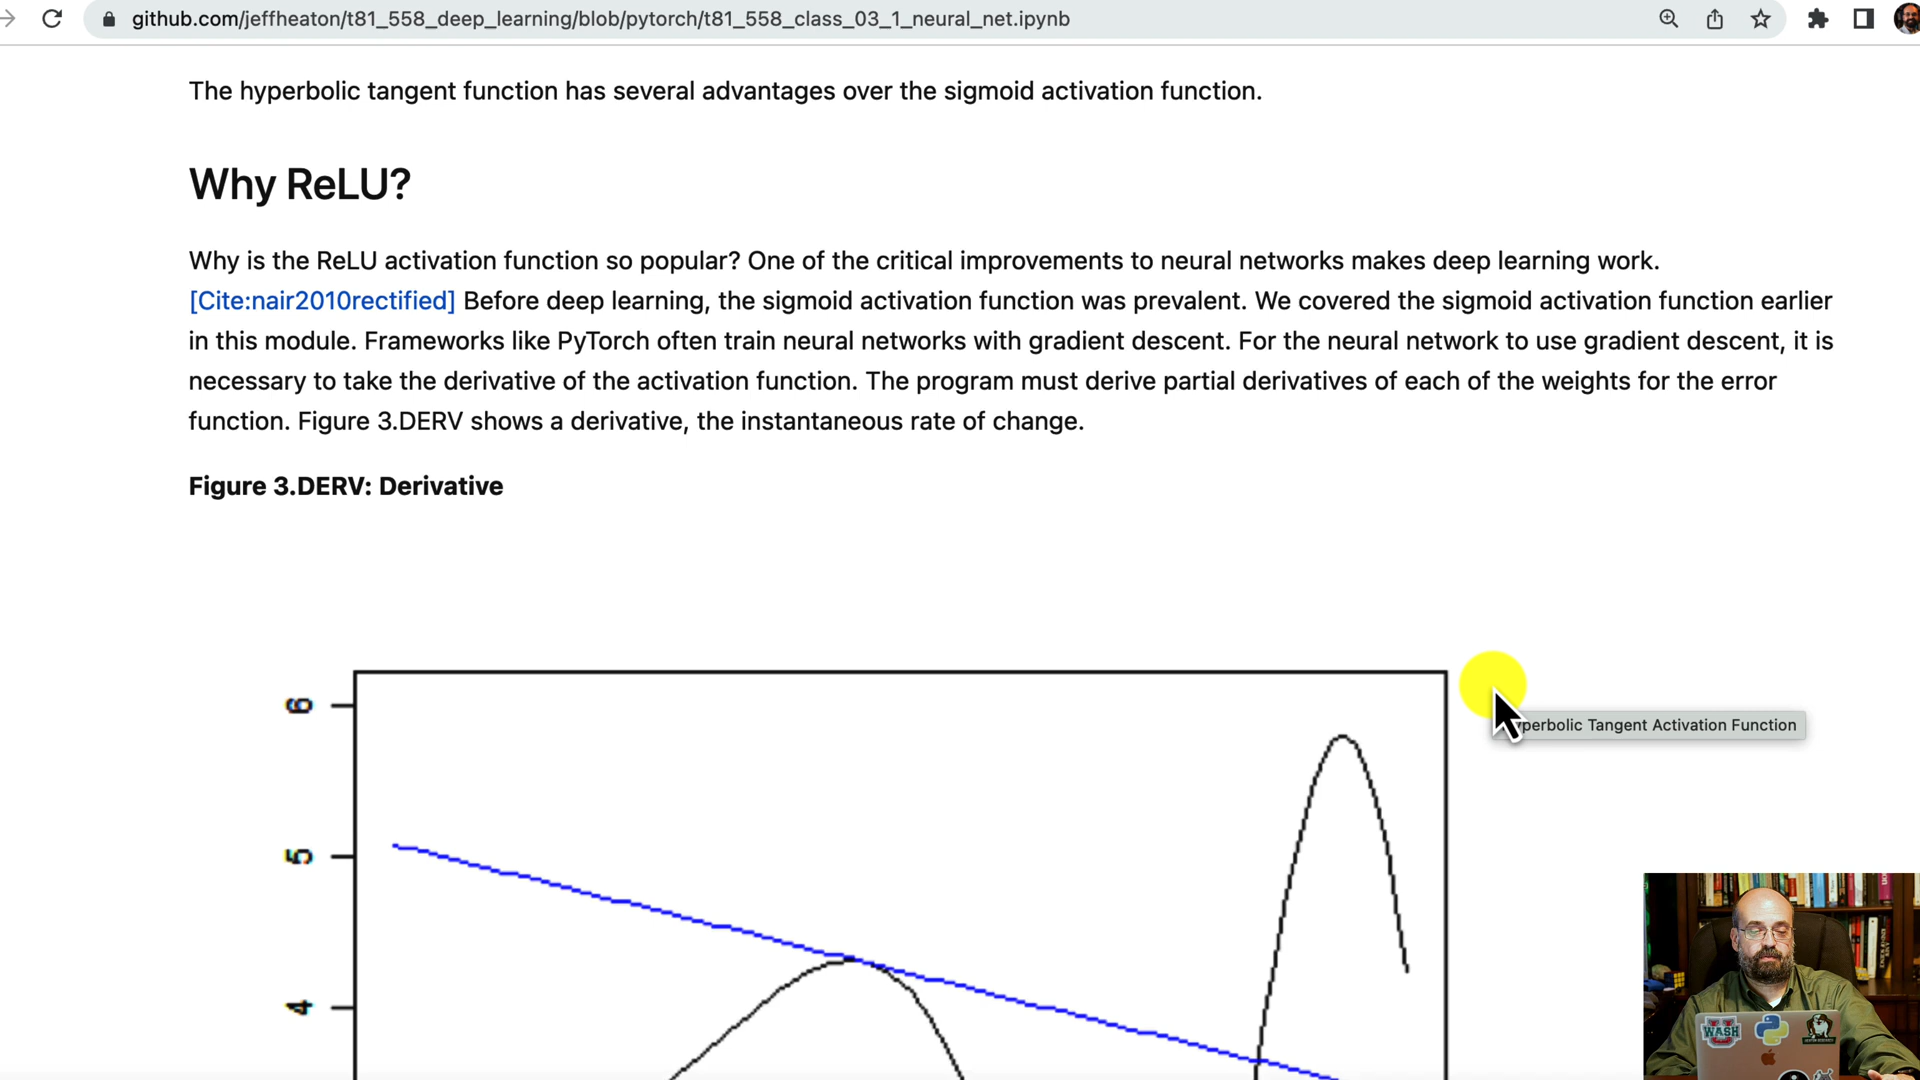 github.com/jeffheaton/t81_558_deep_learning/blob/pytorch/t81_558_class_03_1_neural_net.ipynb
The hyperbolic tangent function has several advantages over the sigmoid activation function.
Why ReLU?
Why is the ReLU activation function so popular? One of the critical improvements to neural networks makes deep learning work.
[Cite:nair2010rectified] Before deep learning, the sigmoid activation function was prevalent. We covered the sigmoid activation function earlier
in this module. Frameworks like PyTorch often train neural networks with gradient descent. For the neural network to use gradient descent, it is
necessary to take the derivative of the activation function. The program must derive partial derivatives of each of the weights for the error
function. Figure 3.DERV shows a derivative, the instantaneous rate of change.
Figure 3.DERV: Derivative
6
Tangent Activation Function
5
4
WASH